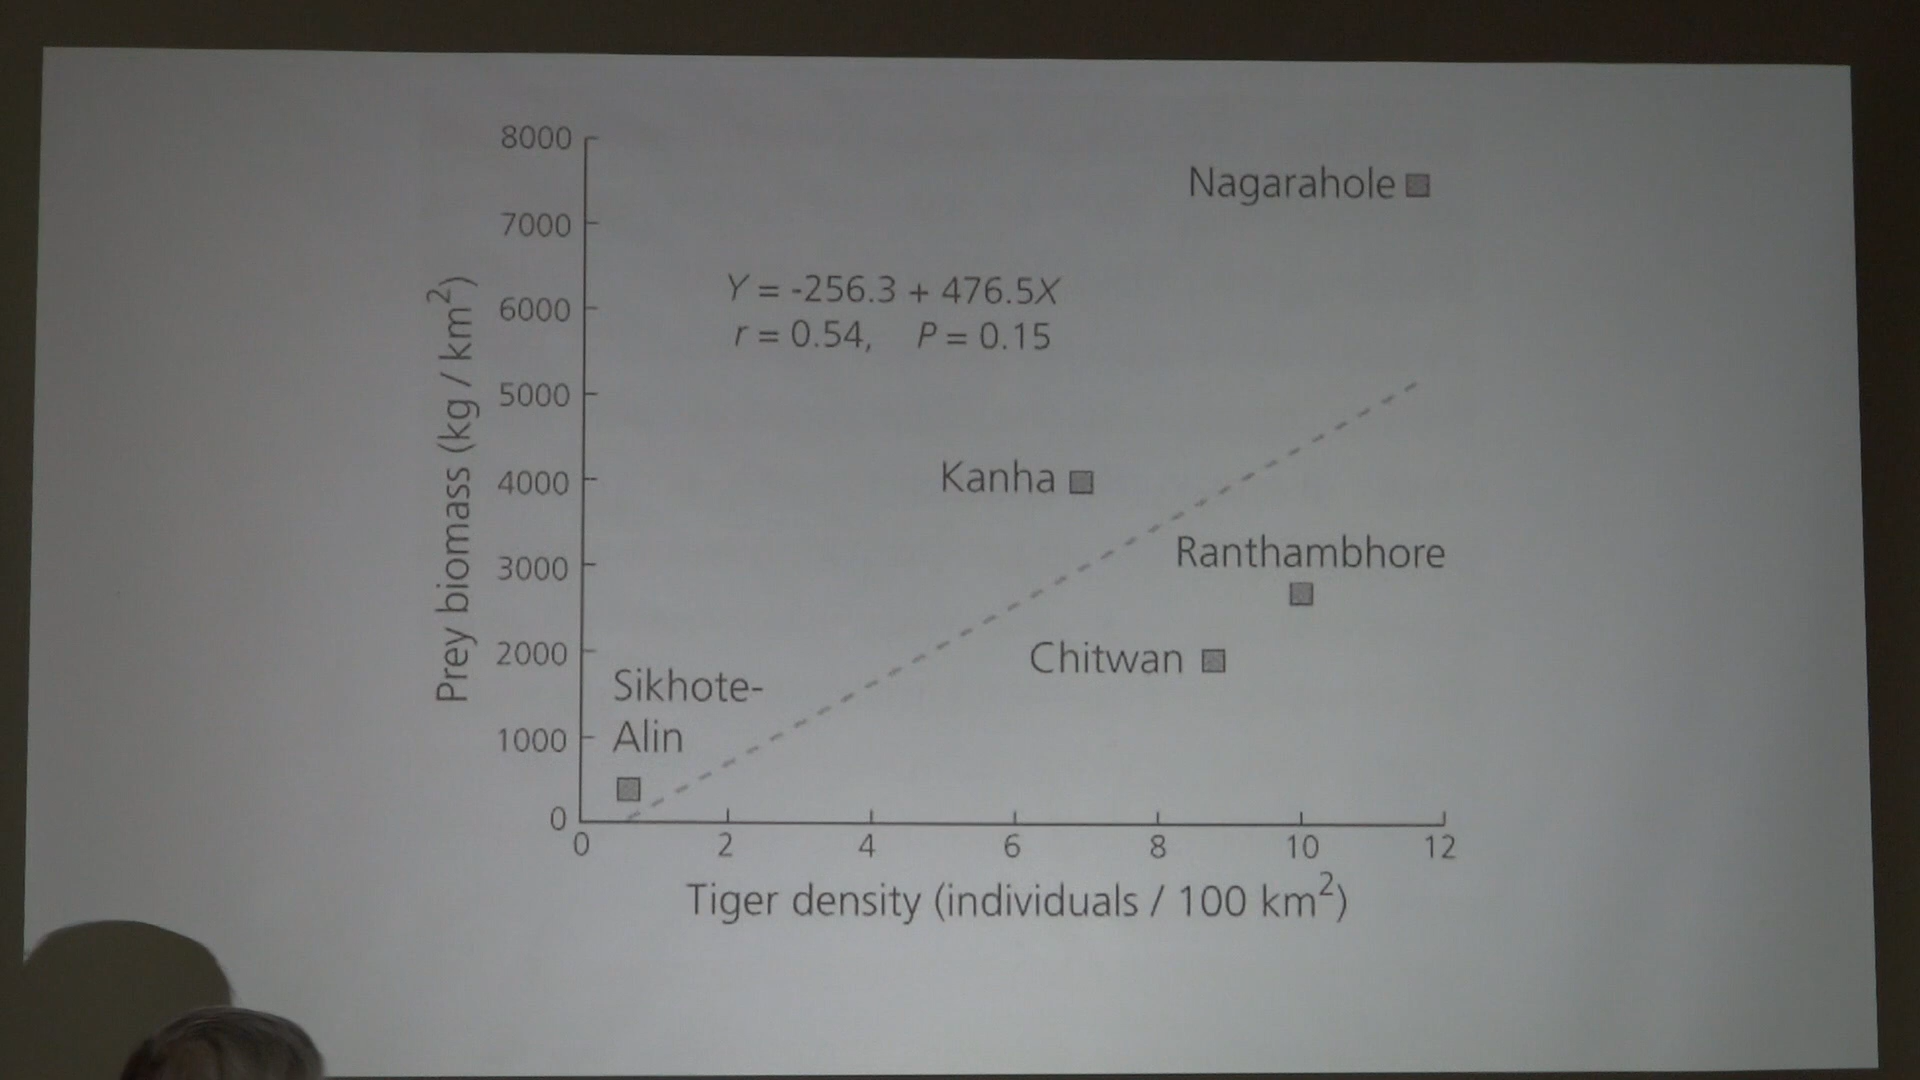 8000
7000
6000
5000
4000
3000
2000
1000
0
Prey biomass (kg / km²)
Nagarahole
Y = -256.3 + 476.5X
r = 0.54, P = 0.15
Kanha
Ranthambhore
Chitwan
Sikhote-
Alin
0 2 4 6 8 10 12
Tiger density (individuals / 100 km²)